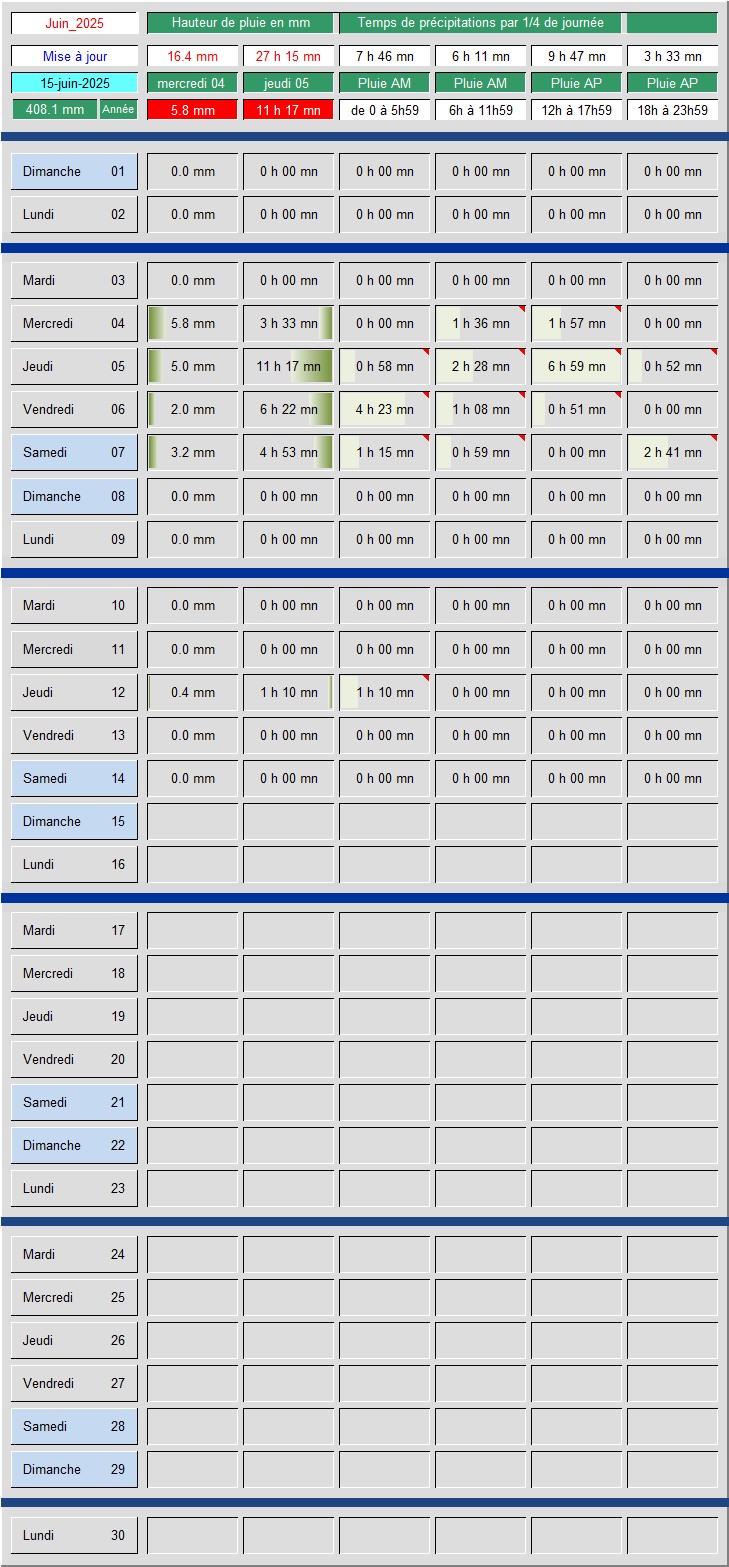 Juin_2025 Hauteur de pluie en mm Temps de précipitations par 1/4 de journée
Mise à jour 16.4 mm 27 h 15 mn 7 h 46 mn 6 h 11 mn 9 h 47 mn 3 h 33 mn
15-juin-2025 mercredi 04 jeudi 05 Pluie AM Pluie AM Pluie AP Pluie AP
408.1 mm Année 5.8 mm 11 h 17 mn de 0 à 5h59 6h à 11h59 12h à 17h59 18h à 23h59
Dimanche 01 0.0 mm 0 h 00 mn 0 h 00 mn 0 h 00 mn 0 h 00 mn 0 h 00 mn
Lundi 02 0.0 mm 0 h 00 mn 0 h 00 mn 0 h 00 mn 0 h 00 mn 0 h 00 mn
Mardi 03 0.0 mm 0 h 00 mn 0 h 00 mn 0 h 00 mn 0 h 00 mn 0 h 00 mn
Mercredi 04 5.8 mm 3 h 33 mn 0 h 00 mn 1 h 36 mn 1 h 57 mn 0 h 00 mn
Jeudi 05 5.0 mm 11 h 17 mn 0 h 58 mn 2 h 28 mn 6 h 59 mn 0 h 52 mn
Vendredi 06 2.0 mm 6 h 22 mn 4 h 23 mn 1 h 08 mn 0 h 51 mn 0 h 00 mn
Samedi 07 3.2 mm 4 h 53 mn 1 h 15 mn 0 h 59 mn 0 h 00 mn 2 h 41 mn
Dimanche 08 0.0 mm 0 h 00 mn 0 h 00 mn 0 h 00 mn 0 h 00 mn 0 h 00 mn
Lundi 09 0.0 mm 0 h 00 mn 0 h 00 mn 0 h 00 mn 0 h 00 mn 0 h 00 mn
Mardi 10 0.0 mm 0 h 00 mn 0 h 00 mn 0 h 00 mn 0 h 00 mn 0 h 00 mn
Mercredi 11 0.0 mm 0 h 00 mn 0 h 00 mn 0 h 00 mn 0 h 00 mn 0 h 00 mn
Jeudi 12 0.4 mm 1 h 10 mn 1 h 10 mn 0 h 00 mn 0 h 00 mn 0 h 00 mn
Vendredi 13 0.0 mm 0 h 00 mn 0 h 00 mn 0 h 00 mn 0 h 00 mn 0 h 00 mn
Samedi 14 0.0 mm 0 h 00 mn 0 h 00 mn 0 h 00 mn 0 h 00 mn 0 h 00 mn
Dimanche 15
Lundi 16
Mardi 17
Mercredi 18
Jeudi 19
Vendredi 20
Samedi 21
Dimanche 22
Lundi 23
Mardi 24
Mercredi 25
Jeudi 26
Vendredi 27
Samedi 28
Dimanche 29
Lundi 30